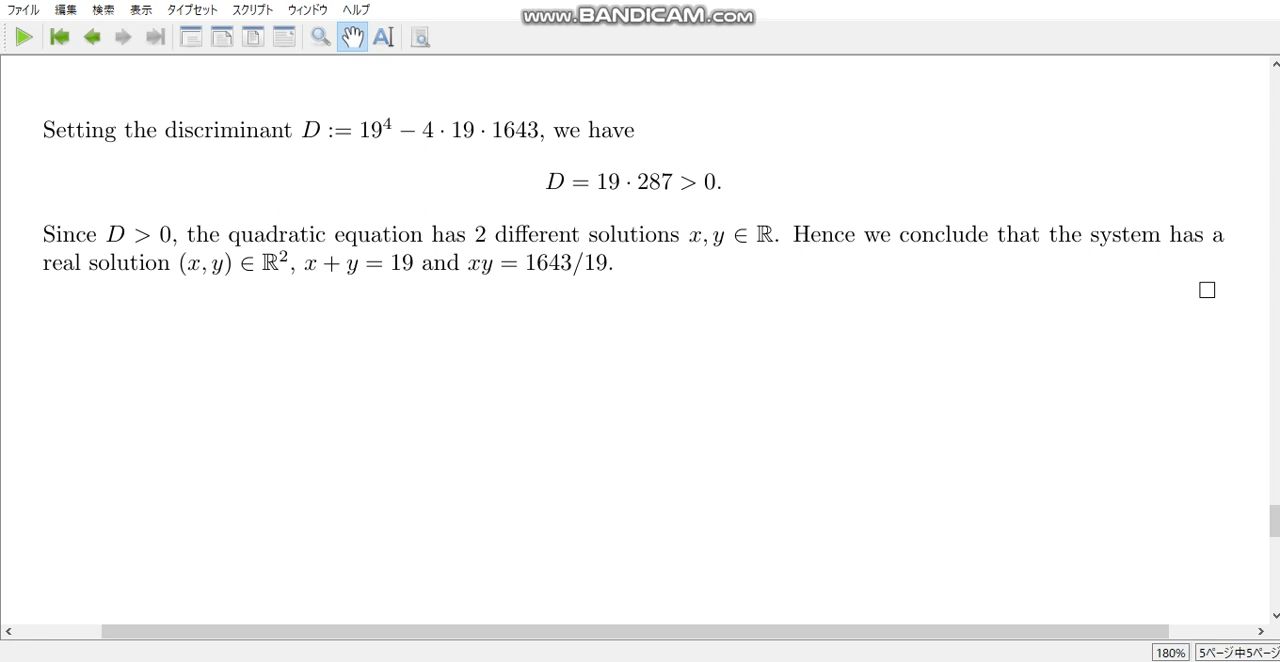 ファイル 編集 検索 表示 タイプセット スクリプト ウィンドウ ヘルプ
www.BANDICAM.com
Setting the discriminant D := 19⁴ − 4 · 19 · 1643, we have
D = 19 · 287 > 0.
Since D > 0, the quadratic equation has 2 different solutions x, y ∈ ℝ. Hence we conclude that the system has a
real solution (x, y) ∈ ℝ², x + y = 19 and xy = 1643/19.
180% 5ページ中5ページ